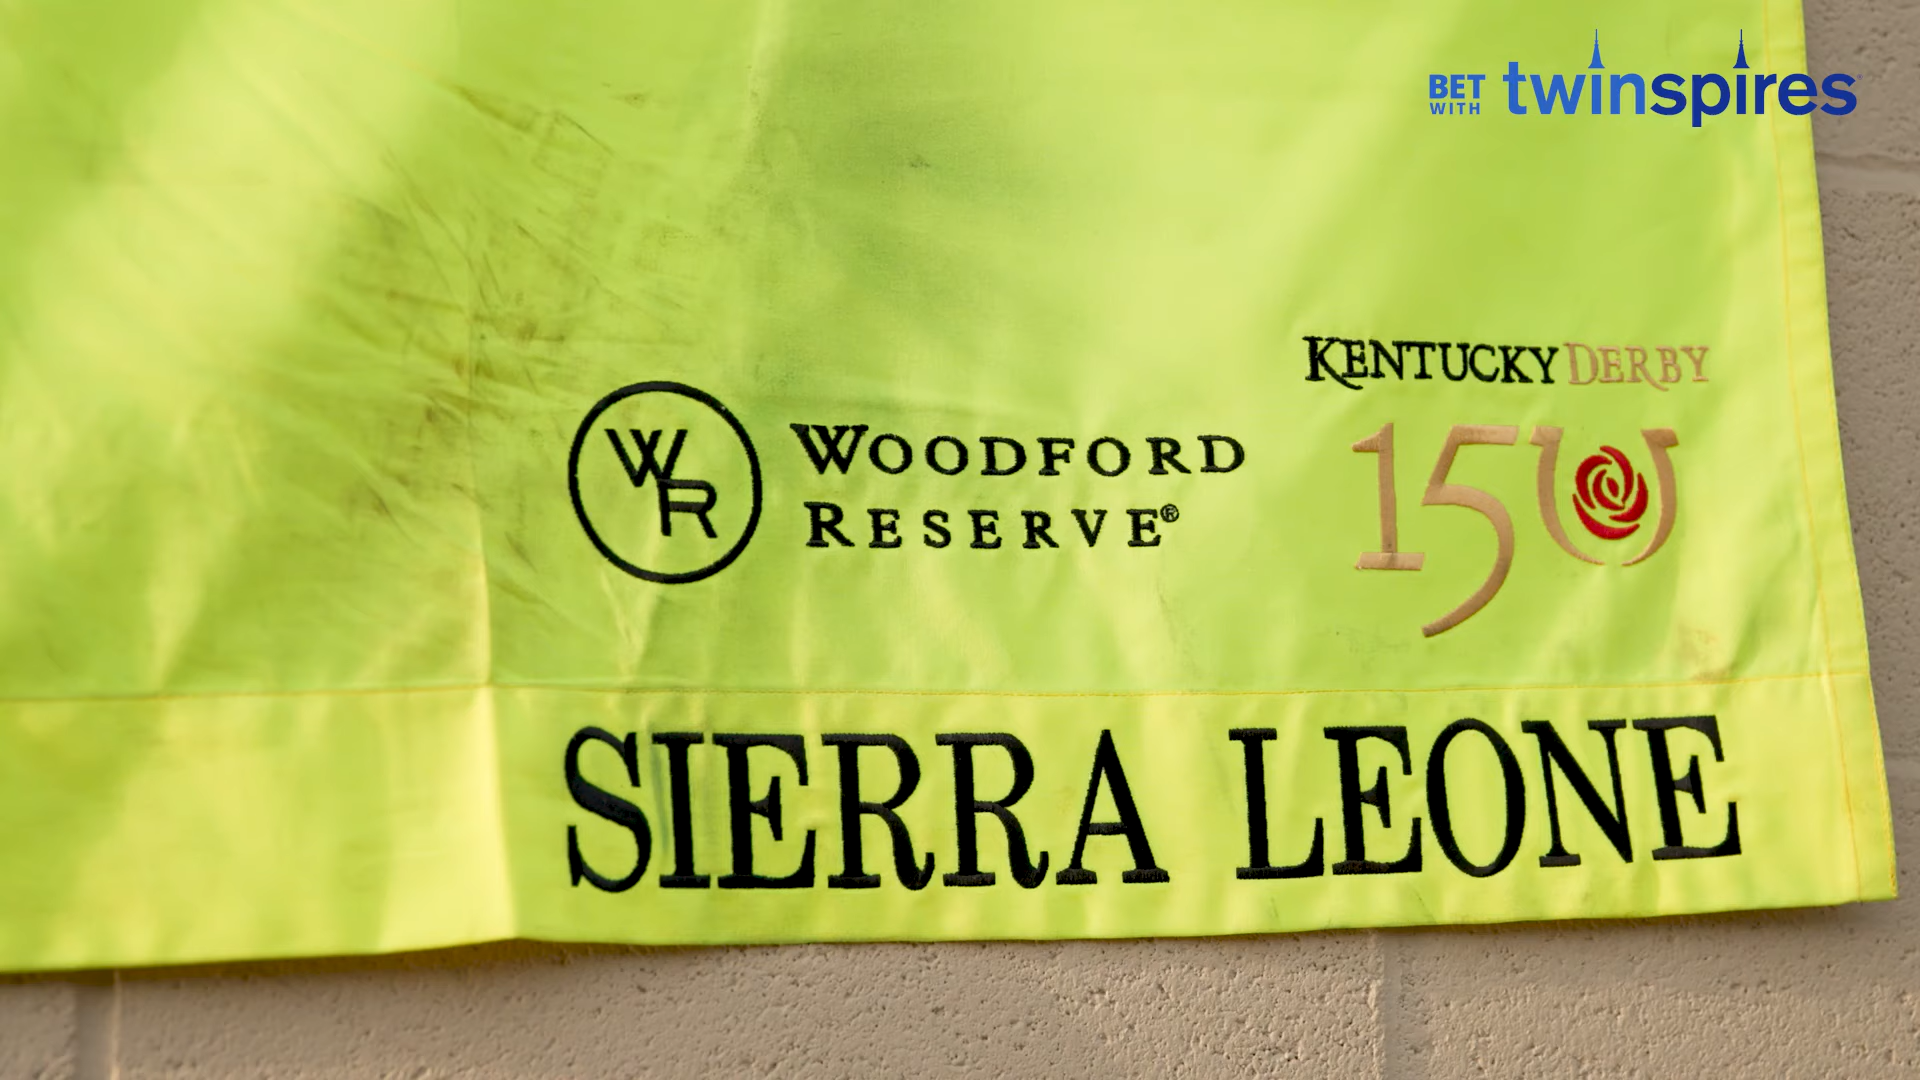 BET WITH twinspires
KENTUCKY DERBY
150
WR
WOODFORD
RESERVE®
SIERRA LEONE